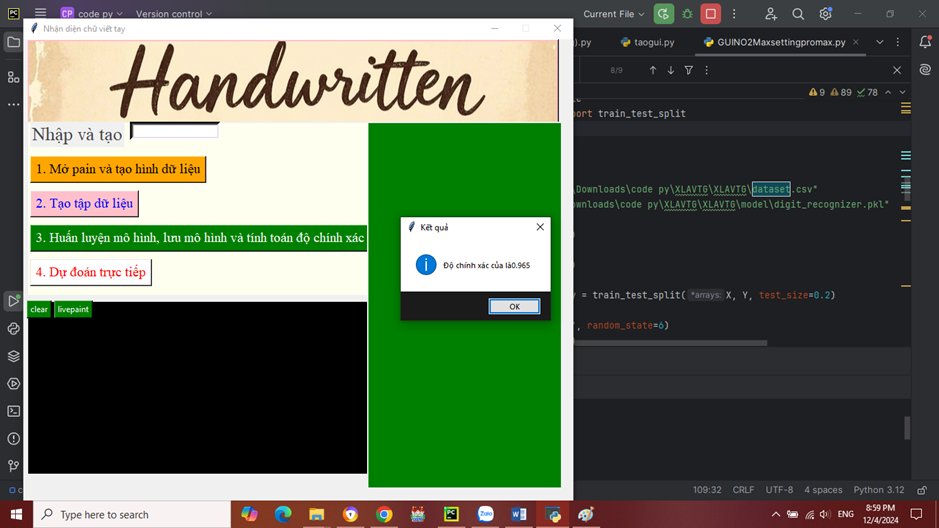 PC
CP code py
Version control
Current File
Nhận diện chữ viết tay
).py
taogui.py
GUINO2Maxsettingpromax.py
Handwritten
8/9
9 89 78
port train_test_split
Nhập và tạo
1. Mở pain và tạo hình dữ liệu
2. Tạo tập dữ liệu
3. Huấn luyện mô hình, lưu mô hình và tính toán độ chính xác
4. Dự đoán trực tiếp
clear livepaint
Kết quả
Độ chính xác của là0.965
OK
\Downloads\code py\XLAVTG\XLAVTG\dataset.csv"
ownloads\code py\XLAVTG\XLAVTG\model\digit_recognizer.pkl"
y = train_test_split(*arrays: X, Y, test_size=0.2)
', random_state=6)
109:32 CRLF UTF-8 4 spaces Python 3.12
Type here to search
PC
Zalo
W
ENG
8:59 PM
12/4/2024